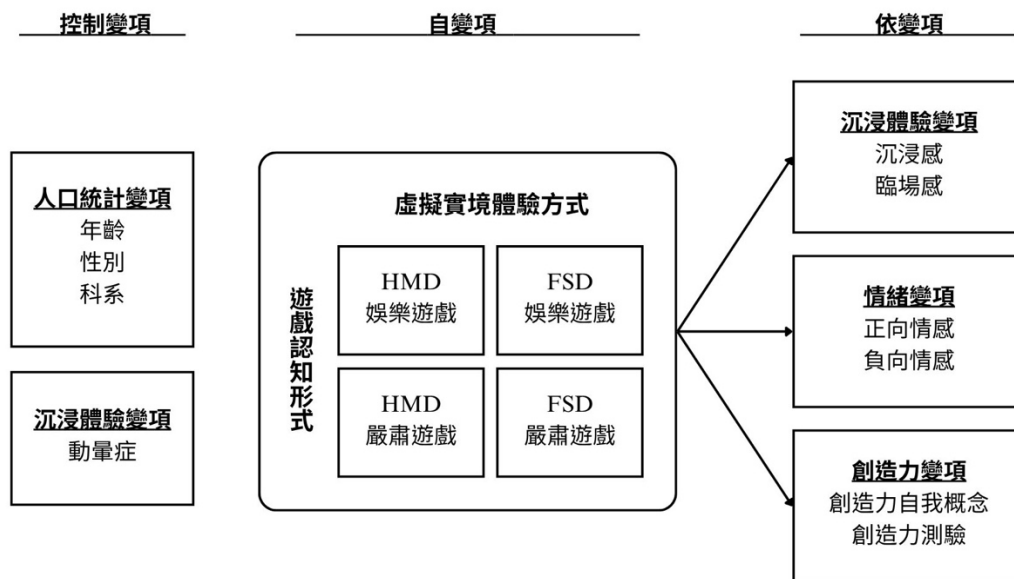 控制變項
自變項
依變項
人口統計變項
年齡
性別
科系
沉浸體驗變項
動暈症
虛擬實境體驗方式
遊戲認知形式
HMD
娛樂遊戲
FSD
娛樂遊戲
HMD
嚴肅遊戲
FSD
嚴肅遊戲
沉浸體驗變項
沉浸感
臨場感
情緒變項
正向情感
負向情感
創造力變項
創造力自我概念
創造力測驗